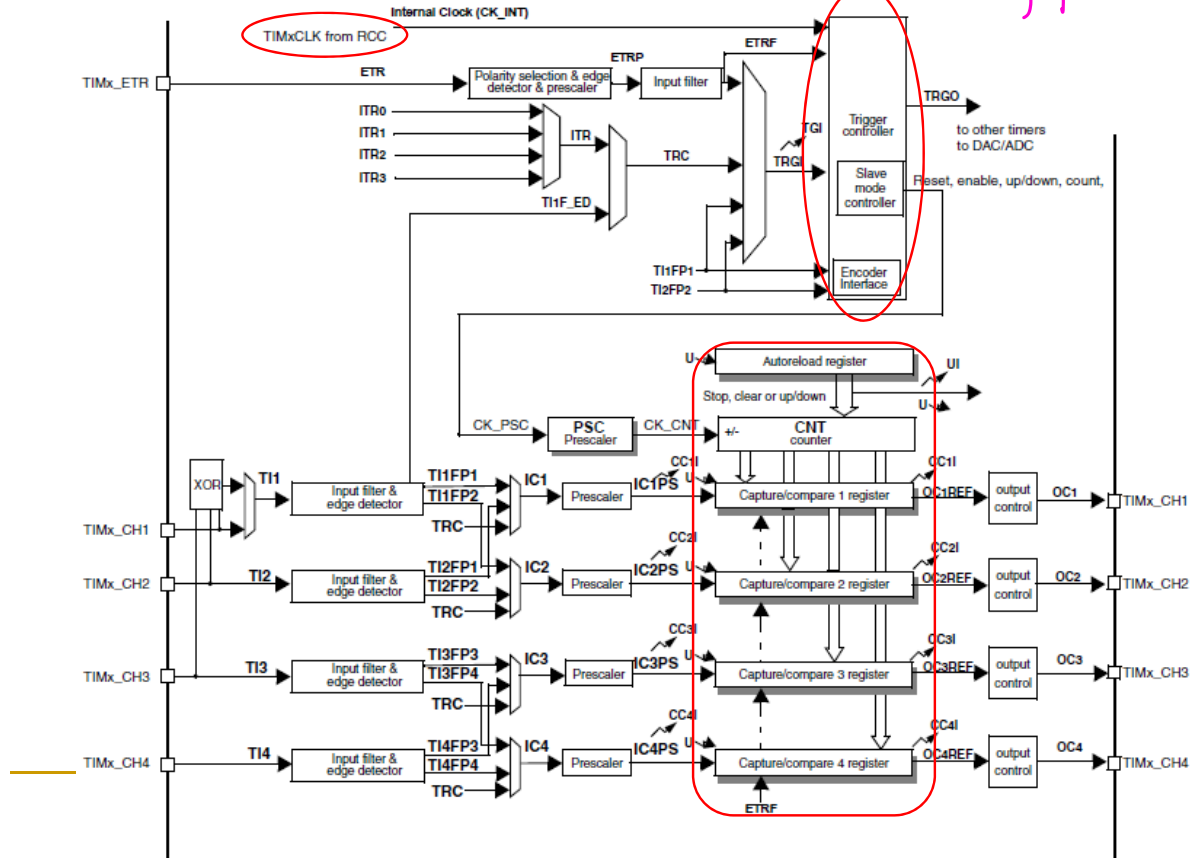 Internal Clock (CK_INT)
TIMxCLK from RCC
ETRF
ETRP
TIMx_ETR
ETR
Polarity selection & edge
detector & prescaler
Input filter
TRGO
to other timers
to DAC/ADC
ITR0
ITR1
ITR2
ITR3
ITR
TRC
TGI
TRGI
Trigger
controller
Slave
mode
controller
Reset, enable, up/down, count,
TI1F_ED
TI1FP1
TI2FP2
Encoder
Interface
U
Autoreload register
UI
Stop, clear or up/down
U
CK_PSC
PSC
Prescaler
CK_CNT
+/-
CNT
counter
XOR
TI1
Input filter &
edge detector
TI1FP1
TI1FP2
TRC
IC1
Prescaler
IC1PS
CC1I
U
Capture/compare 1 register
CC1I
OC1REF
output
control
OC1
TIMx_CH1
TIMx_CH1
TIMx_CH2
TI2
Input filter &
edge detector
TI2FP1
TI2FP2
TRC
IC2
Prescaler
IC2PS
CC2I
U
Capture/compare 2 register
CC2I
OC2REF
output
control
OC2
TIMx_CH2
TIMx_CH3
TI3
Input filter &
edge detector
TI3FP3
TI3FP4
TRC
IC3
Prescaler
IC3PS
CC3I
U
Capture/compare 3 register
CC3I
OC3REF
output
control
OC3
TIMx_CH3
TIMx_CH4
TI4
Input filter &
edge detector
TI4FP3
TI4FP4
TRC
IC4
Prescaler
IC4PS
CC4I
U
Capture/compare 4 register
CC4I
OC4REF
output
control
OC4
TIMx_CH4
ETRF